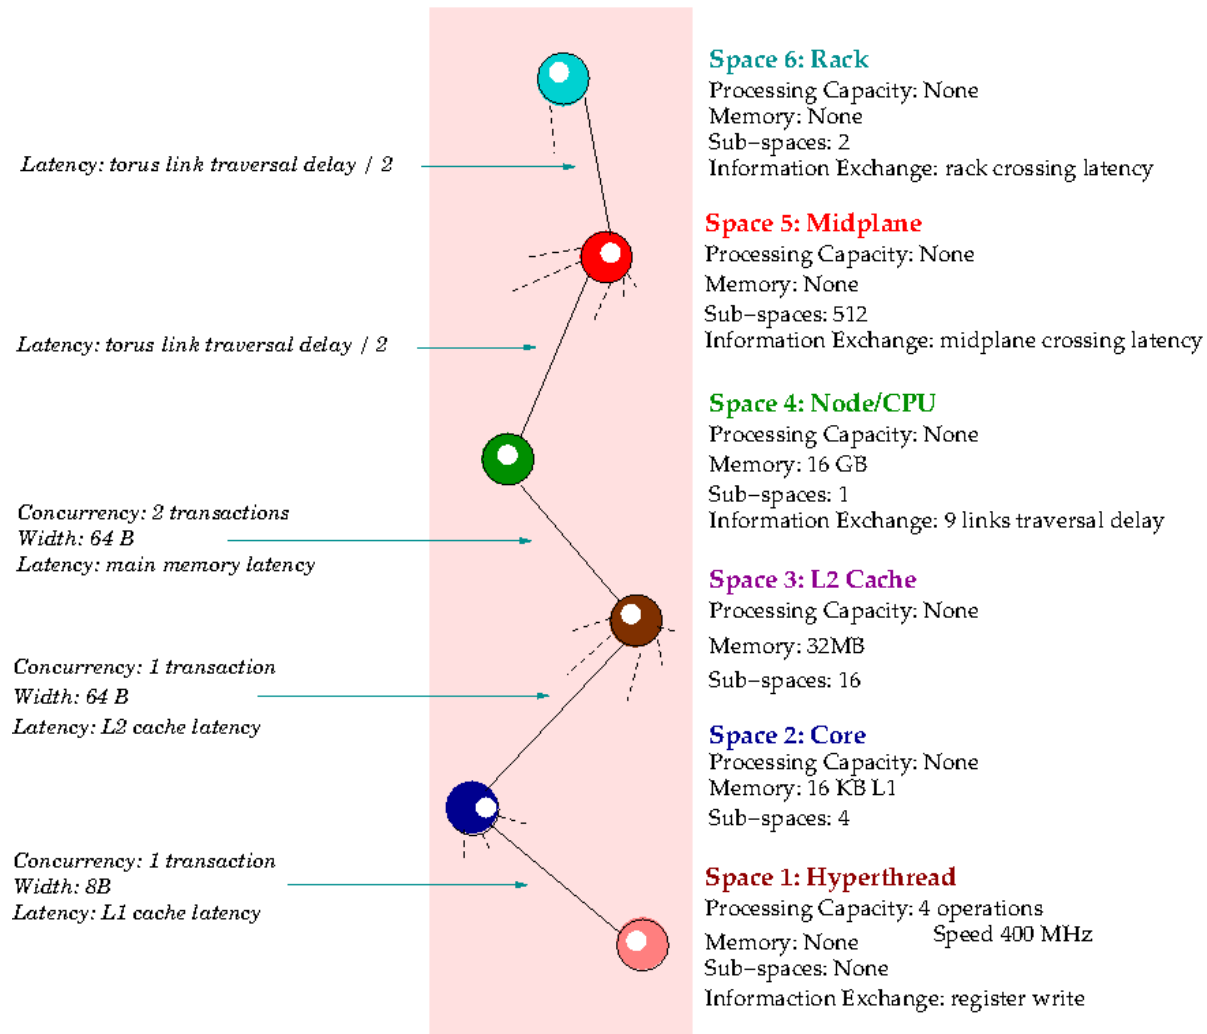 Space 6: Rack
Processing Capacity: None
Memory: None
Sub-spaces: 2
Information Exchange: rack crossing latency
Latency: torus link traversal delay / 2
Space 5: Midplane
Processing Capacity: None
Memory: None
Sub-spaces: 512
Information Exchange: midplane crossing latency
Latency: torus link traversal delay / 2
Space 4: Node/CPU
Processing Capacity: None
Memory: 16 GB
Sub-spaces: 1
Information Exchange: 9 links traversal delay
Concurrency: 2 transactions
Width: 64 B
Latency: main memory latency
Space 3: L2 Cache
Processing Capacity: None
Memory: 32MB
Sub-spaces: 16
Concurrency: 1 transaction
Width: 64 B
Latency: L2 cache latency
Space 2: Core
Processing Capacity: None
Memory: 16 KB L1
Sub-spaces: 4
Concurrency: 1 transaction
Width: 8B
Latency: L1 cache latency
Space 1: Hyperthread
Processing Capacity: 4 operations
Speed 400 MHz
Memory: None
Sub-spaces: None
Informaction Exchange: register write